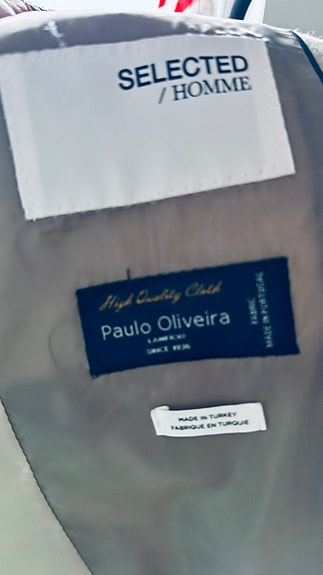 SELECTED
/ HOMME
High Quality Cloth
Paulo Oliveira
LANIFICIO
SINCE 1936
FABRIC
MADE IN PORTUGAL
MADE IN TURKEY
FABRIQUE EN TURQUIE